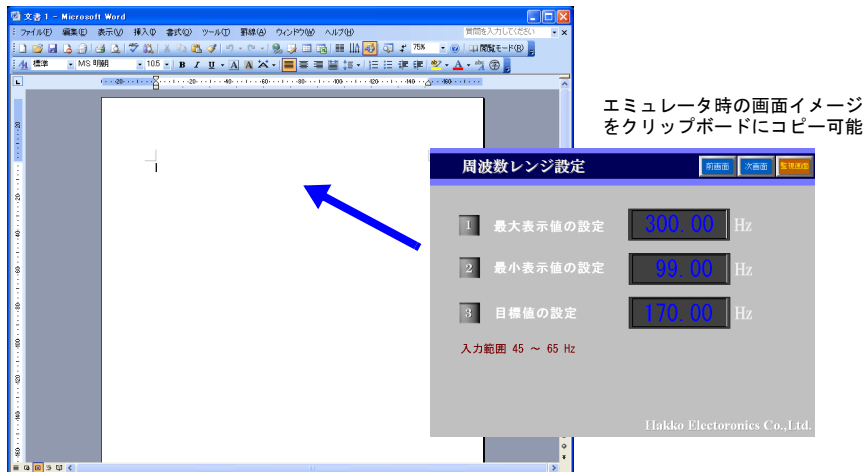 文書 1 - Microsoft Word
ファイル(F) 編集(E) 表示(V) 挿入(I) 書式(O) ツール(T) 罫線(A) ウィンドウ(W) ヘルプ(H) 質問を入力してください
75% 閲覧モード(R)
標準 MS 明朝 10.5 B I U A A A
エミュレータ時の画面イメージ
をクリップボードにコピー可能
周波数レンジ設定 前画面 次画面 監視画面
1 最大表示値の設定 300.00 Hz
2 最小表示値の設定 99.00 Hz
3 目標値の設定 170.00 Hz
入力範囲 45 ～ 65 Hz
Hakko Electoronics Co.,Ltd.